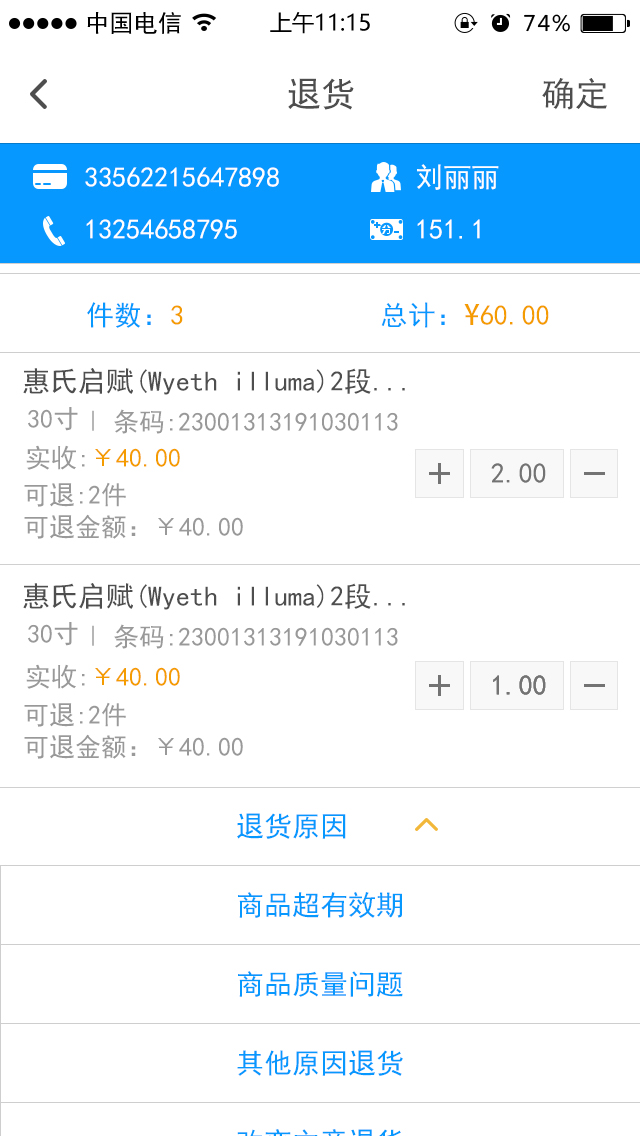 中国电信 上午11:15 74%
退货 确定
33562215647898 刘丽丽
13254658795 151.1
件数：3 总计：¥60.00
惠氏启赋(Wyeth illuma)2段...
30寸 | 条码:23001313191030113
实收:￥40.00
+ 2.00 —
可退:2件
可退金额：￥40.00
惠氏启赋(Wyeth illuma)2段...
30寸 | 条码:23001313191030113
实收:￥40.00
+ 1.00 —
可退:2件
可退金额：￥40.00
退货原因
商品超有效期
商品质量问题
其他原因退货